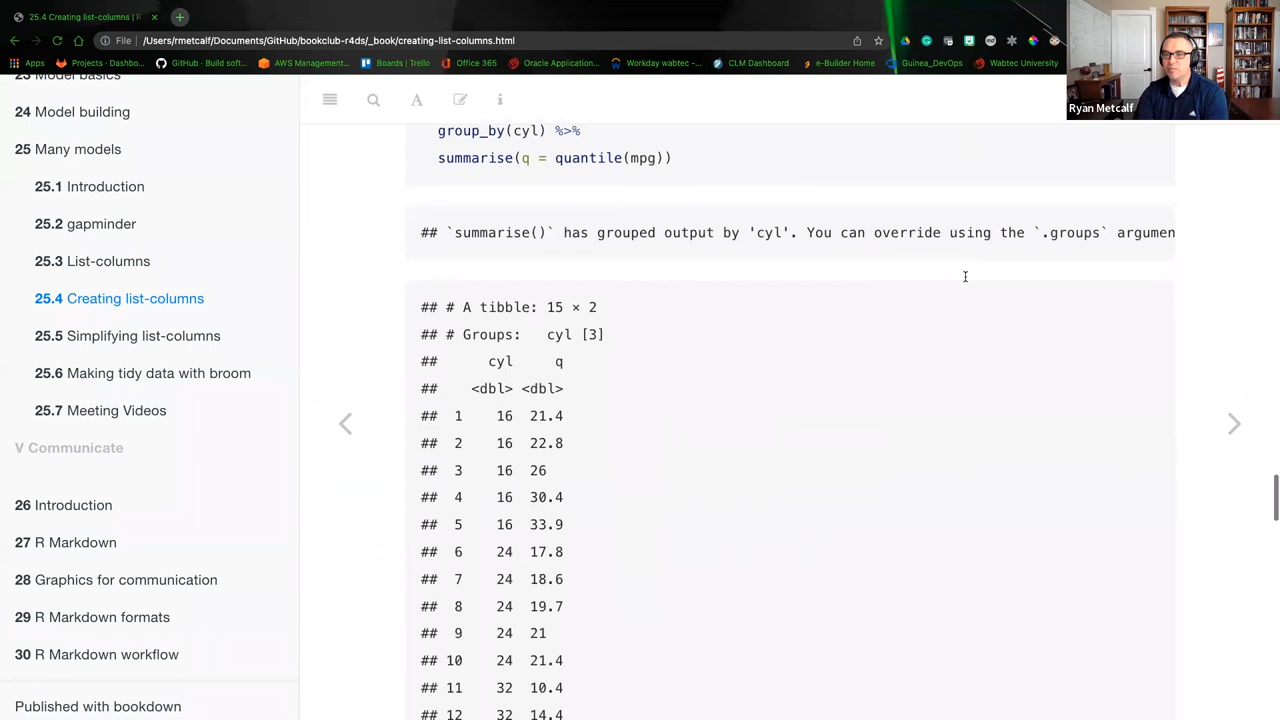 25.4 Creating list-columns |
File
/Users/rmetcalf/Documents/GitHub/bookclub-r4ds/_book/creating-list-columns.html
Apps
Projects · Dashbo...
GitHub · Build soft...
AWS Management...
Boards | Trello
Office 365
Oracle Application...
Workday wabtec –...
CLM Dashboard
e-Builder Home
Guinea_DevOps
Wabtec University
Ryan Metcalf
23 Model basics
24 Model building
25 Many models
25.1 Introduction
25.2 gapminder
25.3 List-columns
25.4 Creating list-columns
25.5 Simplifying list-columns
25.6 Making tidy data with broom
25.7 Meeting Videos
V Communicate
26 Introduction
27 R Markdown
28 Graphics for communication
29 R Markdown formats
30 R Markdown workflow
Published with bookdown
group_by(cyl) %>%
summarise(q = quantile(mpg))
## `summarise()` has grouped output by 'cyl'. You can override using the `.groups` argumen
## # A tibble: 15 × 2
## # Groups:   cyl [3]
##      cyl     q
##    <dbl> <dbl>
##  1    16  21.4
##  2    16  22.8
##  3    16  26
##  4    16  30.4
##  5    16  33.9
##  6    24  17.8
##  7    24  18.6
##  8    24  19.7
##  9    24  21
## 10    24  21.4
## 11    32  10.4
## 12    32  14.4